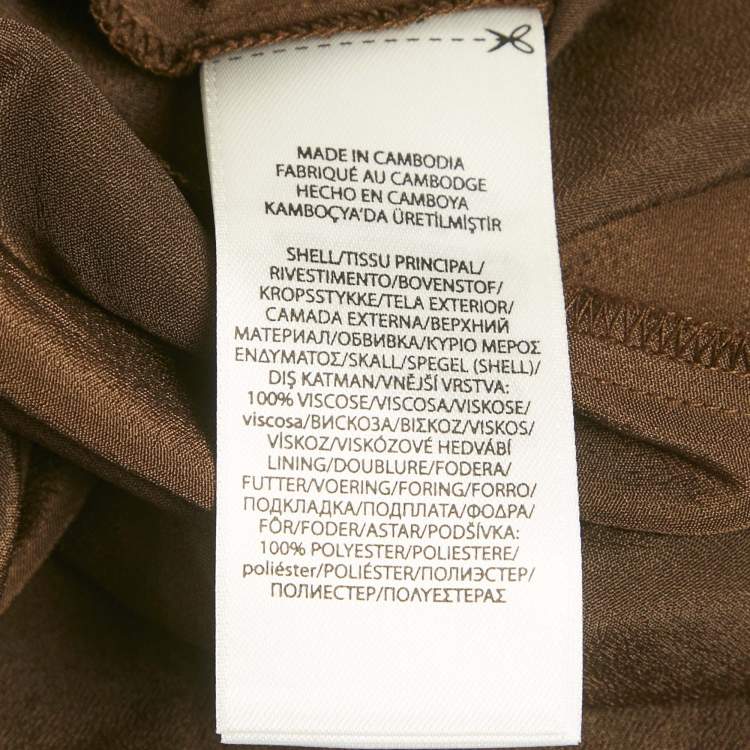 MADE IN CAMBODIA
FABRIQUÉ AU CAMBODGE
HECHO EN CAMBOYA
KAMBOÇYA'DA ÜRETİLMİŞTİR
SHELL/TISSU PRINCIPAL/
RIVESTIMENTO/BOVENSTOF/
KROPSSTYKKE/TELA EXTERIOR/
CAMADA EXTERNA/ВЕРХНИЙ
МАТЕРИАЛ/ОБВИВКА/ΚΥΡΙΟ ΜΕΡΟΣ
ΕΝΔΥΜΑΤΟΣ/SKALL/SPEGEL (SHELL)/
DIŞ KATMAN/VNĚJŠÍ VRSTVA:
100% VISCOSE/VISCOSA/VISKOSE/
viscosa/ВИСКОЗА/ΒΙΣΚΟΖ/VISKOS/
VİSKOZ/VISKÓZOVÉ HEDVÁBÍ
LINING/DOUBLURE/FODERA/
FUTTER/VOERING/FORING/FORRO/
ПОДКЛАДКА/ПОДПЛАТА/ΦΟΔΡΑ/
FÔR/FODER/ASTAR/PODŠÍVKA:
100% POLYESTER/POLIESTERE/
poliéster/POLIÉSTER/ПОЛИЭСТЕР/
ПОЛИЕСТЕР/ΠΟΛΥΕΣΤΕΡΑΣ